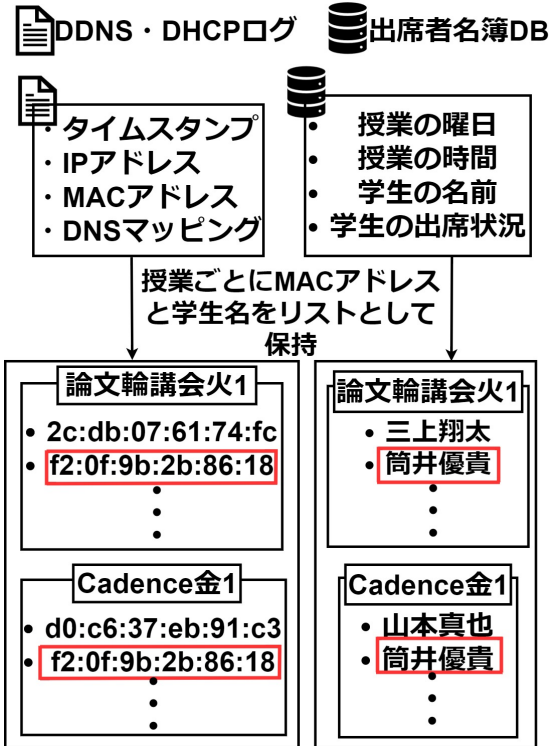 DDNS・DHCPログ
出席者名簿DB
・タイムスタンプ
・IPアドレス
・MACアドレス
・DNSマッピング
• 授業の曜日
• 授業の時間
• 学生の名前
• 学生の出席状況
授業ごとにMACアドレス
と学生名をリストとして
保持
論文輪講会火1
• 2c:db:07:61:74:fc
• f2:0f:9b:2b:86:18
•
•
•
Cadence金1
• d0:c6:37:eb:91:c3
• f2:0f:9b:2b:86:18
•
•
•
論文輪講会火1
• 三上翔太
• 筒井優貴
•
•
•
Cadence金1
• 山本真也
• 筒井優貴
•
•
•